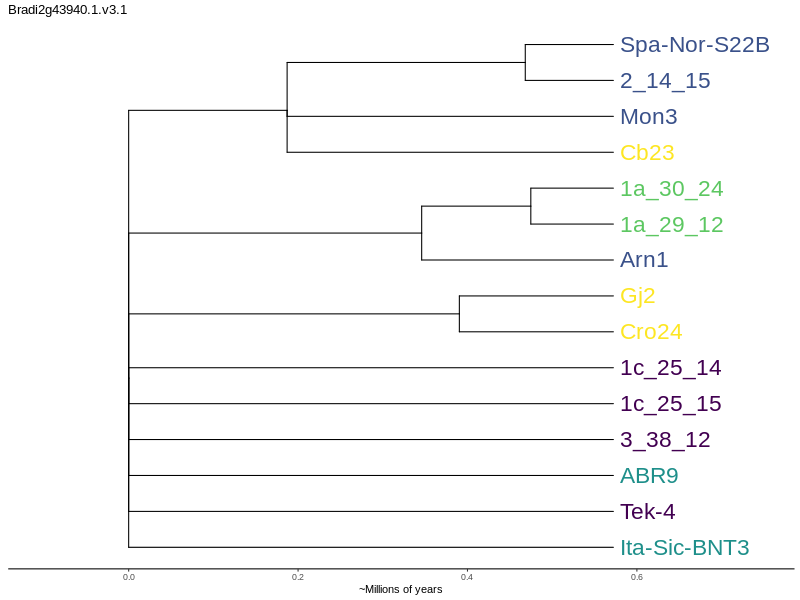 Bradi2g43940.1.v3.1
Spa-Nor-S22B
2_14_15
Mon3
Cb23
1a_30_24
1a_29_12
Arn1
Gj2
Cro24
1c_25_14
1c_25_15
3_38_12
ABR9
Tek-4
Ita-Sic-BNT3
0.0 0.2 0.4 0.6
~Millions of years